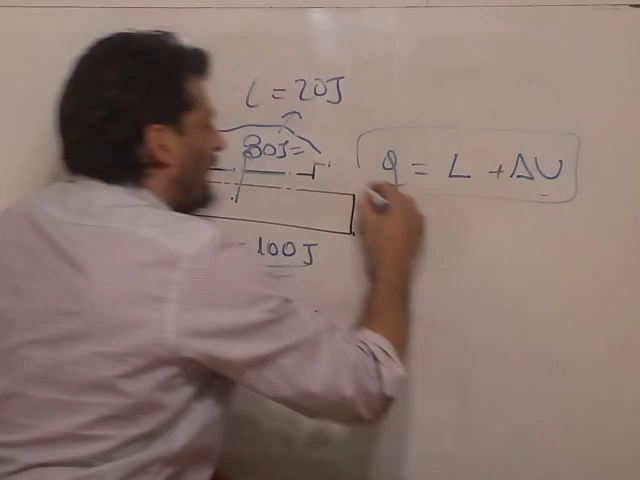 L = 20J
80J=
q = L + ΔU
= 100J